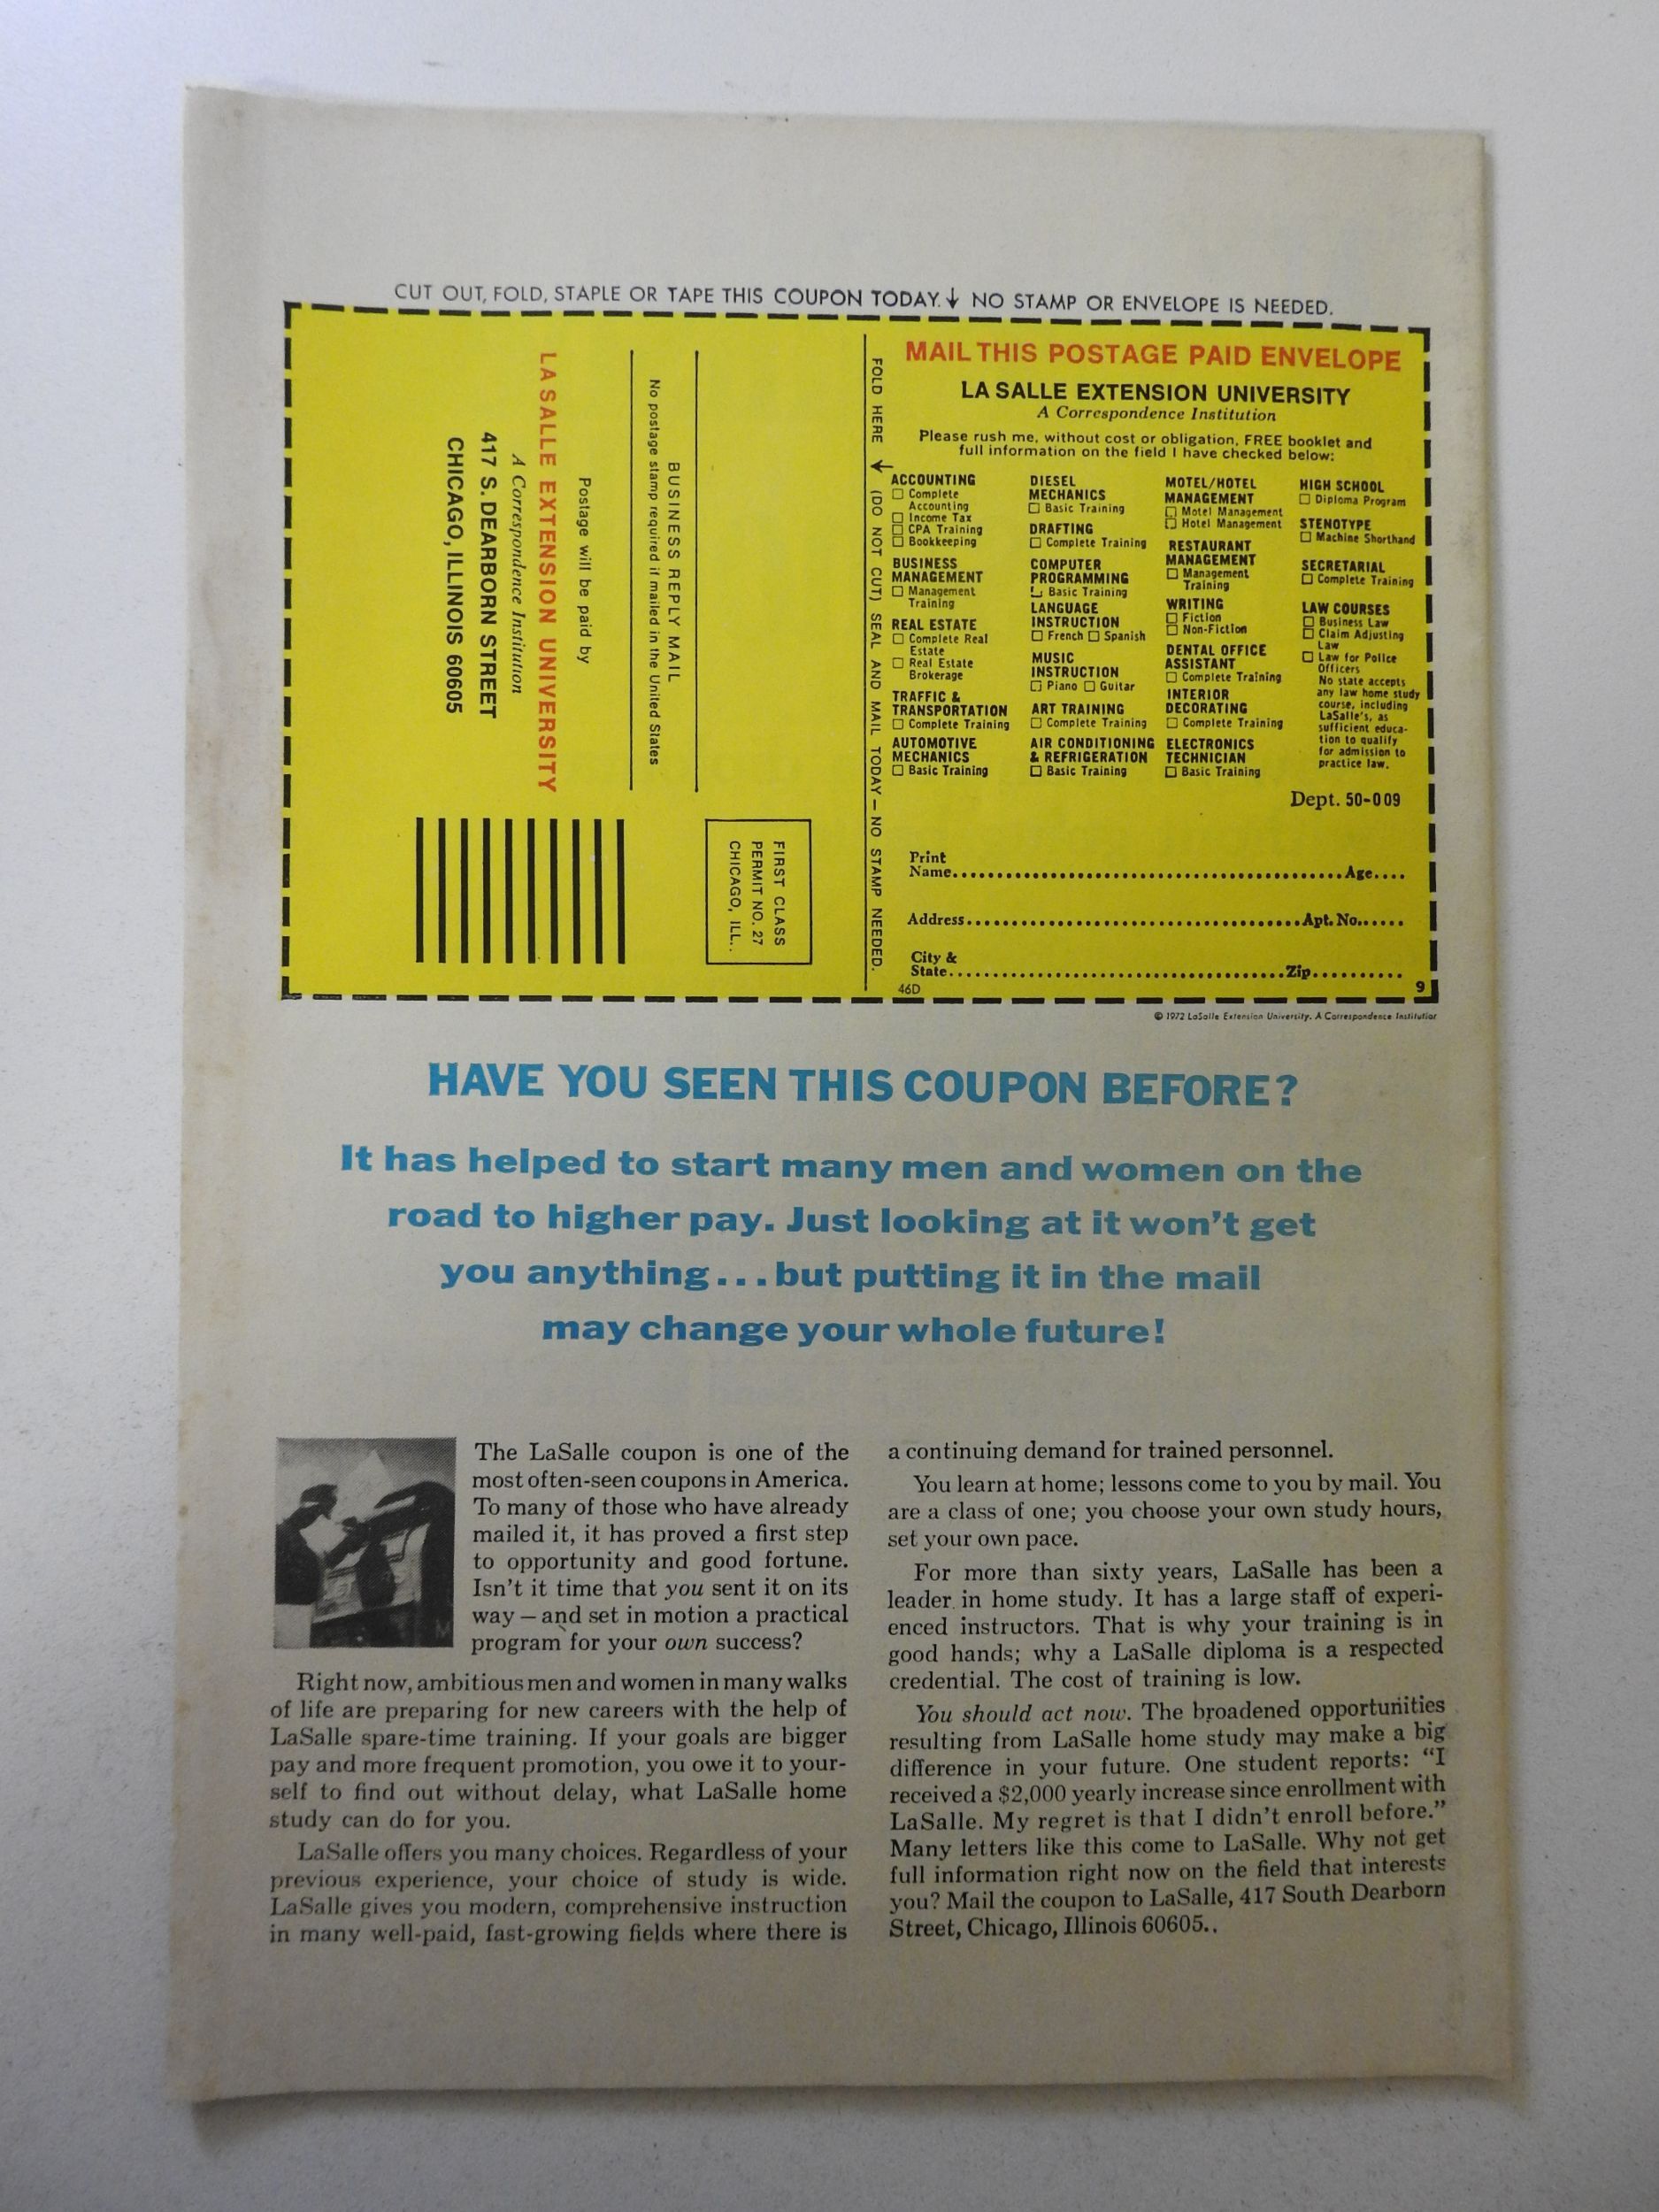 CUT OUT, FOLD, STAPLE OR TAPE THIS COUPON TODAY. ↓ NO STAMP OR ENVELOPE IS NEEDED.
FIRST CLASS
PERMIT NO. 27
CHICAGO, ILL..
BUSINESS REPLY MAIL
No postage stamp required if mailed in the United States
Postage will be paid by
LA SALLE EXTENSION UNIVERSITY
A Correspondence Institution
417 S. DEARBORN STREET
CHICAGO, ILLINOIS 60605
FOLD HERE ↓ (DO NOT CUT) SEAL AND MAIL TODAY — NO STAMP NEEDED.
MAIL THIS POSTAGE PAID ENVELOPE
LA SALLE EXTENSION UNIVERSITY
A Correspondence Institution
Please rush me, without cost or obligation, FREE booklet and
full information on the field I have checked below:
ACCOUNTING
☐ Complete
Accounting
☐ Income Tax
☐ CPA Training
☐ Bookkeeping
BUSINESS
MANAGEMENT
☐ Management
Training
REAL ESTATE
☐ Complete Real
Estate
☐ Real Estate
Brokerage
TRAFFIC &
TRANSPORTATION
☐ Complete Training
AUTOMOTIVE
MECHANICS
☐ Basic Training
DIESEL
MECHANICS
☐ Basic Training
DRAFTING
☐ Complete Training
COMPUTER
PROGRAMMING
☐ Basic Training
LANGUAGE
INSTRUCTION
☐ French ☐ Spanish
MUSIC
INSTRUCTION
☐ Piano ☐ Guitar
ART TRAINING
☐ Complete Training
AIR CONDITIONING
& REFRIGERATION
☐ Basic Training
MOTEL/HOTEL
MANAGEMENT
☐ Motel Management
☐ Hotel Management
RESTAURANT
MANAGEMENT
☐ Management
Training
WRITING
☐ Fiction
☐ Non-Fiction
DENTAL OFFICE
ASSISTANT
☐ Complete Training
INTERIOR
DECORATING
☐ Complete Training
ELECTRONICS
TECHNICIAN
☐ Basic Training
HIGH SCHOOL
☐ Diploma Program
STENOTYPE
☐ Machine Shorthand
SECRETARIAL
☐ Complete Training
LAW COURSES
☐ Business Law
☐ Claim Adjusting
Law
☐ Law for Police
Officers
No state accepts
any law home study
course, including
LaSalle's, as
sufficient educa-
tion to qualify
for admission to
practice law.
Dept. 50-009
Print
Name........ Age....
Address........ Apt. No......
City &
State........ Zip........
46D 9
© 1972 LaSalle Extension University. A Correspondence Institution
HAVE YOU SEEN THIS COUPON BEFORE?
It has helped to start many men and women on the
road to higher pay. Just looking at it won't get
you anything...but putting it in the mail
may change your whole future!
The LaSalle coupon is one of the
most often-seen coupons in America.
To many of those who have already
mailed it, it has proved a first step
to opportunity and good fortune.
Isn't it time that you sent it on its
way — and set in motion a practical
program for your own success?
Right now, ambitious men and women in many walks
of life are preparing for new careers with the help of
LaSalle spare-time training. If your goals are bigger
pay and more frequent promotion, you owe it to your-
self to find out without delay, what LaSalle home
study can do for you.
LaSalle offers you many choices. Regardless of your
previous experience, your choice of study is wide.
LaSalle gives you modern, comprehensive instruction
in many well-paid, fast-growing fields where there is
a continuing demand for trained personnel.
You learn at home; lessons come to you by mail. You
are a class of one; you choose your own study hours,
set your own pace.
For more than sixty years, LaSalle has been a
leader in home study. It has a large staff of experi-
enced instructors. That is why your training is in
good hands; why a LaSalle diploma is a respected
credential. The cost of training is low.
You should act now. The broadened opportunities
resulting from LaSalle home study may make a big
difference in your future. One student reports: "I
received a $2,000 yearly increase since enrollment with
LaSalle. My regret is that I didn't enroll before."
Many letters like this come to LaSalle. Why not get
full information right now on the field that interests
you? Mail the coupon to LaSalle, 417 South Dearborn
Street, Chicago, Illinois 60605..